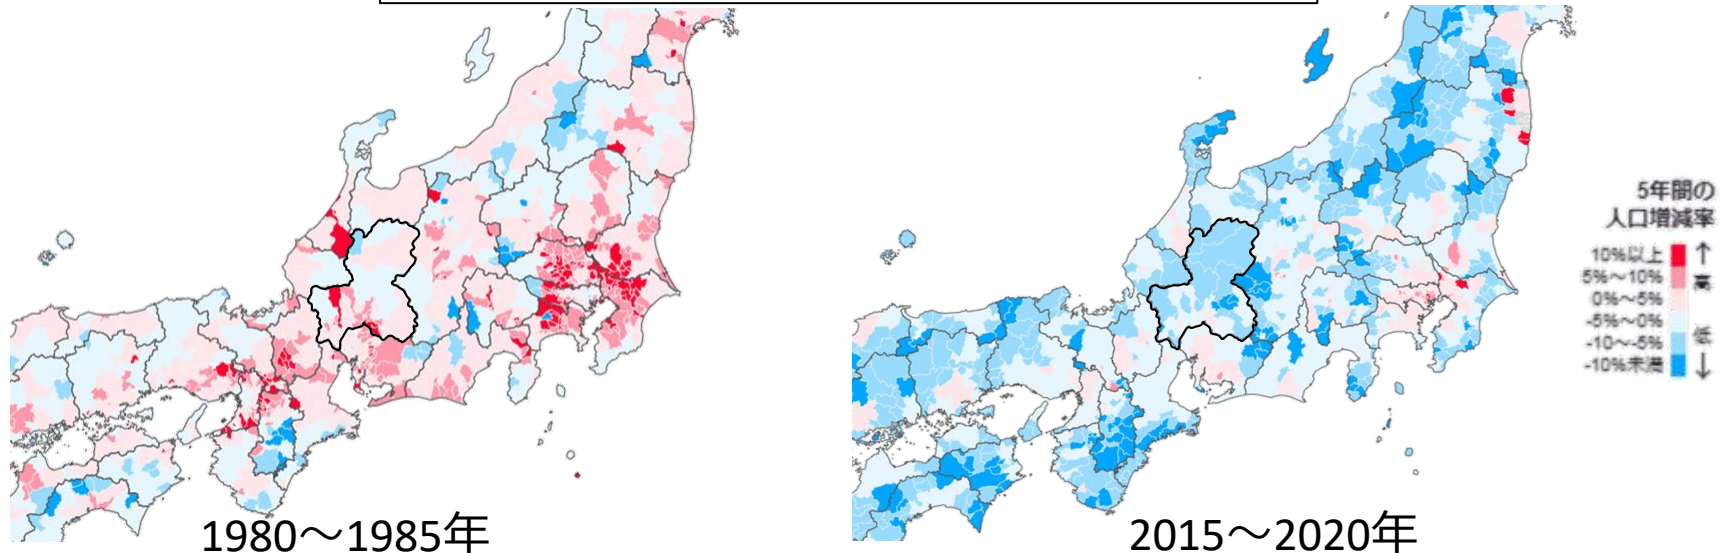 5年間の
人口増減率
10%以上
↑
5%～10%
高
0%～5%
-5%～0%
低
-10～-5%
-10%未満
↓
1980～1985年
2015～2020年